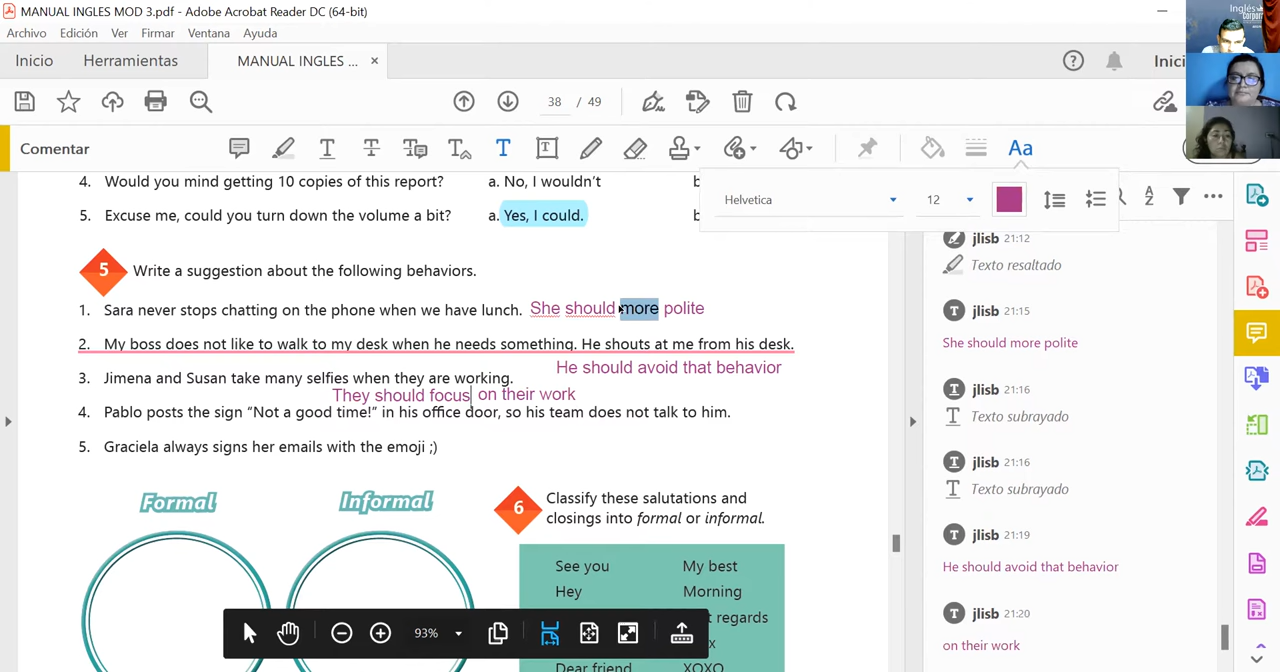 MANUAL INGLES MOD 3.pdf - Adobe Acrobat Reader DC (64-bit)
Archivo Edición Ver Firmar Ventana Ayuda
Inicio Herramientas MANUAL INGLES ... × Inici
38 / 49
Comentar
Aa
Helvetica 12
4. Would you mind getting 10 copies of this report? a. No, I wouldn't b
5. Excuse me, could you turn down the volume a bit? a. Yes, I could. b
5 Write a suggestion about the following behaviors.
1. Sara never stops chatting on the phone when we have lunch. She should more polite
2. My boss does not like to walk to my desk when he needs something. He shouts at me from his desk.
He should avoid that behavior
3. Jimena and Susan take many selfies when they are working.
They should focus on their work
4. Pablo posts the sign “Not a good time!” in his office door, so his team does not talk to him.
5. Graciela always signs her emails with the emoji ;)
Formal Informal
6 Classify these salutations and
closings into formal or informal.
See you My best
Hey Morning
t regards
x
Dear friend XOXO
93%
jlisb 21:12
Texto resaltado
jlisb 21:15
She should more polite
jlisb 21:16
Texto subrayado
jlisb 21:16
Texto subrayado
jlisb 21:19
He should avoid that behavior
jlisb 21:20
on their work
Inglés
Corpor